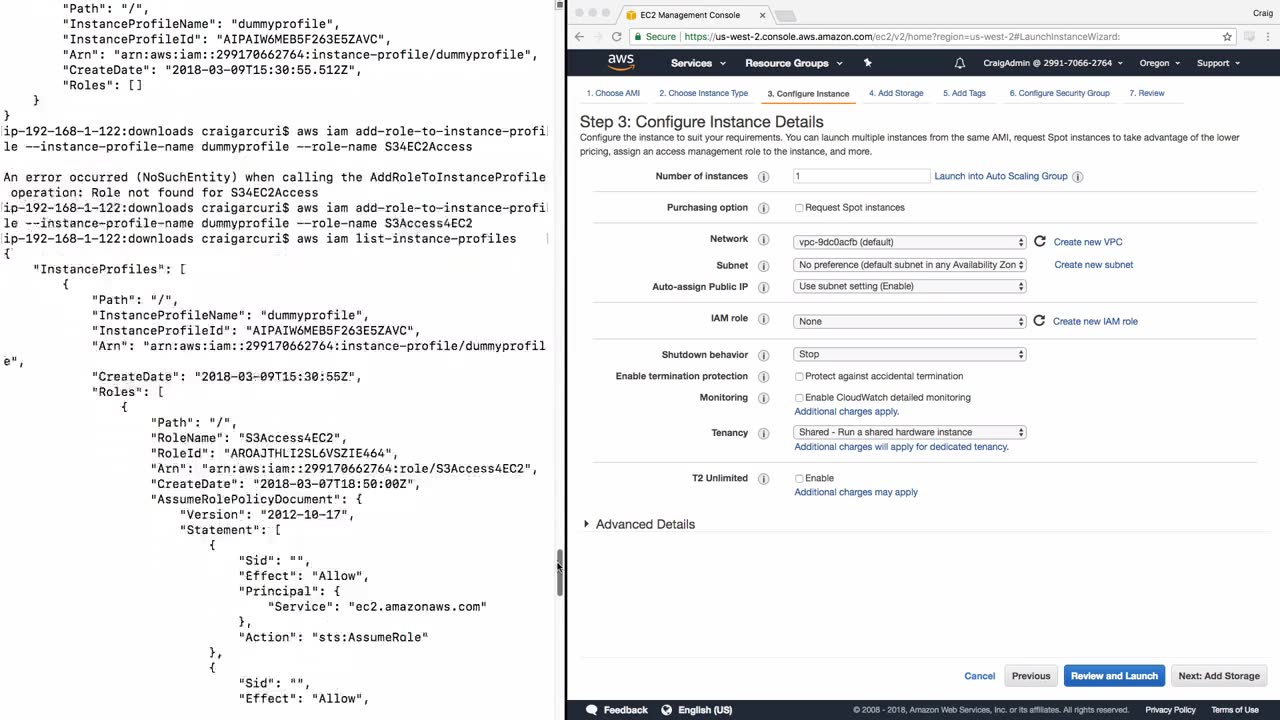 "Path": "/",
"InstanceProfileName": "dummyprofile",
"InstanceProfileId": "AIPAIW6MEB5F263E5ZAVC",
"Arn": "arn:aws:iam::299170662764:instance-profile/dummyprofile",
"CreateDate": "2018-03-09T15:30:55.512Z",
"Roles": []
}
}
ip-192-168-1-122:downloads craigarcuri$ aws iam add-role-to-instance-profi
le --instance-profile-name dummyprofile --role-name S34EC2Access
An error occurred (NoSuchEntity) when calling the AddRoleToInstanceProfile
operation: Role not found for S34EC2Access
ip-192-168-1-122:downloads craigarcuri$ aws iam add-role-to-instance-profi
le --instance-profile-name dummyprofile --role-name S3Access4EC2
ip-192-168-1-122:downloads craigarcuri$ aws iam list-instance-profiles
{
"InstanceProfiles": [
{
"Path": "/",
"InstanceProfileName": "dummyprofile",
"InstanceProfileId": "AIPAIW6MEB5F263E5ZAVC",
"Arn": "arn:aws:iam::299170662764:instance-profile/dummyprofil
e",
"CreateDate": "2018-03-09T15:30:55Z",
"Roles": [
{
"Path": "/",
"RoleName": "S3Access4EC2",
"RoleId": "AROAJTHLI2SL6VSZIE464",
"Arn": "arn:aws:iam::299170662764:role/S3Access4EC2",
"CreateDate": "2018-03-07T18:50:00Z",
"AssumeRolePolicyDocument": {
"Version": "2012-10-17",
"Statement": [
{
"Sid": "",
"Effect": "Allow",
"Principal": {
"Service": "ec2.amazonaws.com"
},
"Action": "sts:AssumeRole"
},
{
"Sid": "",
"Effect": "Allow",
EC2 Management Console
Craig
Secure https://us-west-2.console.aws.amazon.com/ec2/v2/home?region=us-west-2#LaunchInstanceWizard:
aws Services Resource Groups CraigAdmin @ 2991-7066-2764 Oregon Support
1. Choose AMI 2. Choose Instance Type 3. Configure Instance 4. Add Storage 5. Add Tags 6. Configure Security Group 7. Review
Step 3: Configure Instance Details
Configure the instance to suit your requirements. You can launch multiple instances from the same AMI, request Spot instances to take advantage of the lower
pricing, assign an access management role to the instance, and more.
Number of instances 1 Launch into Auto Scaling Group
Purchasing option Request Spot instances
Network vpc-9dc0acfb (default) Create new VPC
Subnet No preference (default subnet in any Availability Zon Create new subnet
Auto-assign Public IP Use subnet setting (Enable)
IAM role None Create new IAM role
Shutdown behavior Stop
Enable termination protection Protect against accidental termination
Monitoring Enable CloudWatch detailed monitoring
Additional charges apply.
Tenancy Shared - Run a shared hardware instance
Additional charges will apply for dedicated tenancy.
T2 Unlimited Enable
Additional charges may apply
Advanced Details
Cancel Previous Review and Launch Next: Add Storage
Feedback English (US) © 2008 - 2018, Amazon Web Services, Inc. or its affiliates. All rights reserved. Privacy Policy Terms of Use